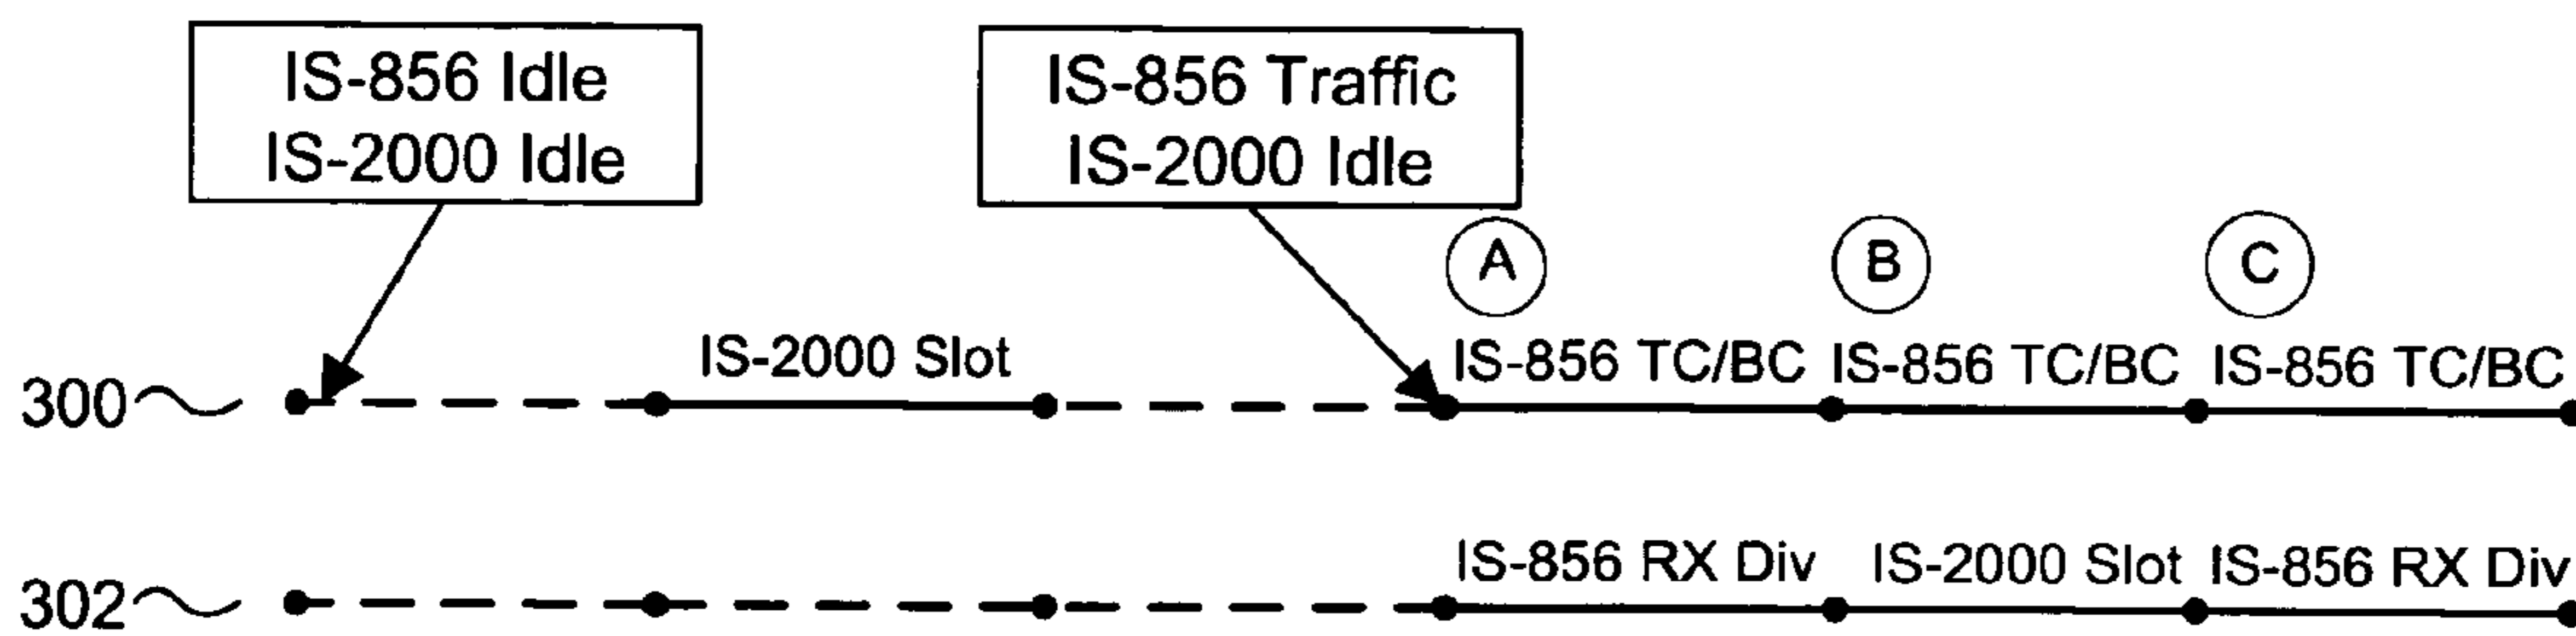 IS-856 Idle
IS-2000 Idle
IS-856 Traffic
IS-2000 Idle
A
B
C
IS-2000 Slot
IS-856 TC/BC
IS-856 TC/BC
IS-856 TC/BC
300
IS-856 RX Div
IS-2000 Slot
IS-856 RX Div
302